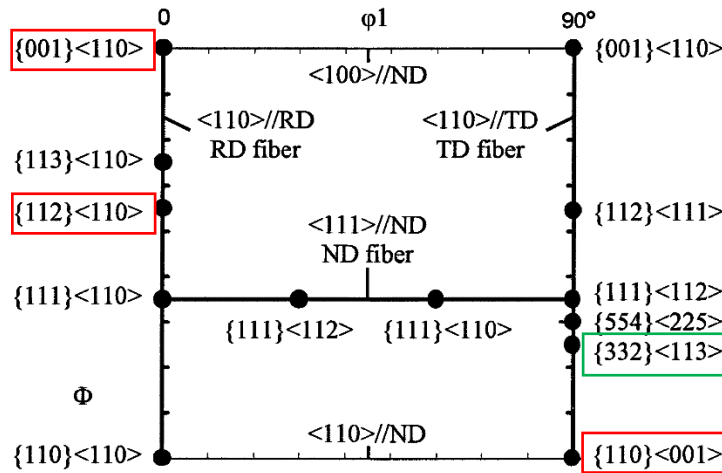 0 φ1 90°
{001}<110> {001}<110>
<100>//ND
<110>//RD <110>//TD
RD fiber TD fiber
{113}<110>
{112}<110> {112}<111>
<111>//ND
ND fiber
{111}<110> {111}<112>
{111}<112> {111}<110> {554}<225>
{332}<113>
Φ
<110>//ND
{110}<110> {110}<001>